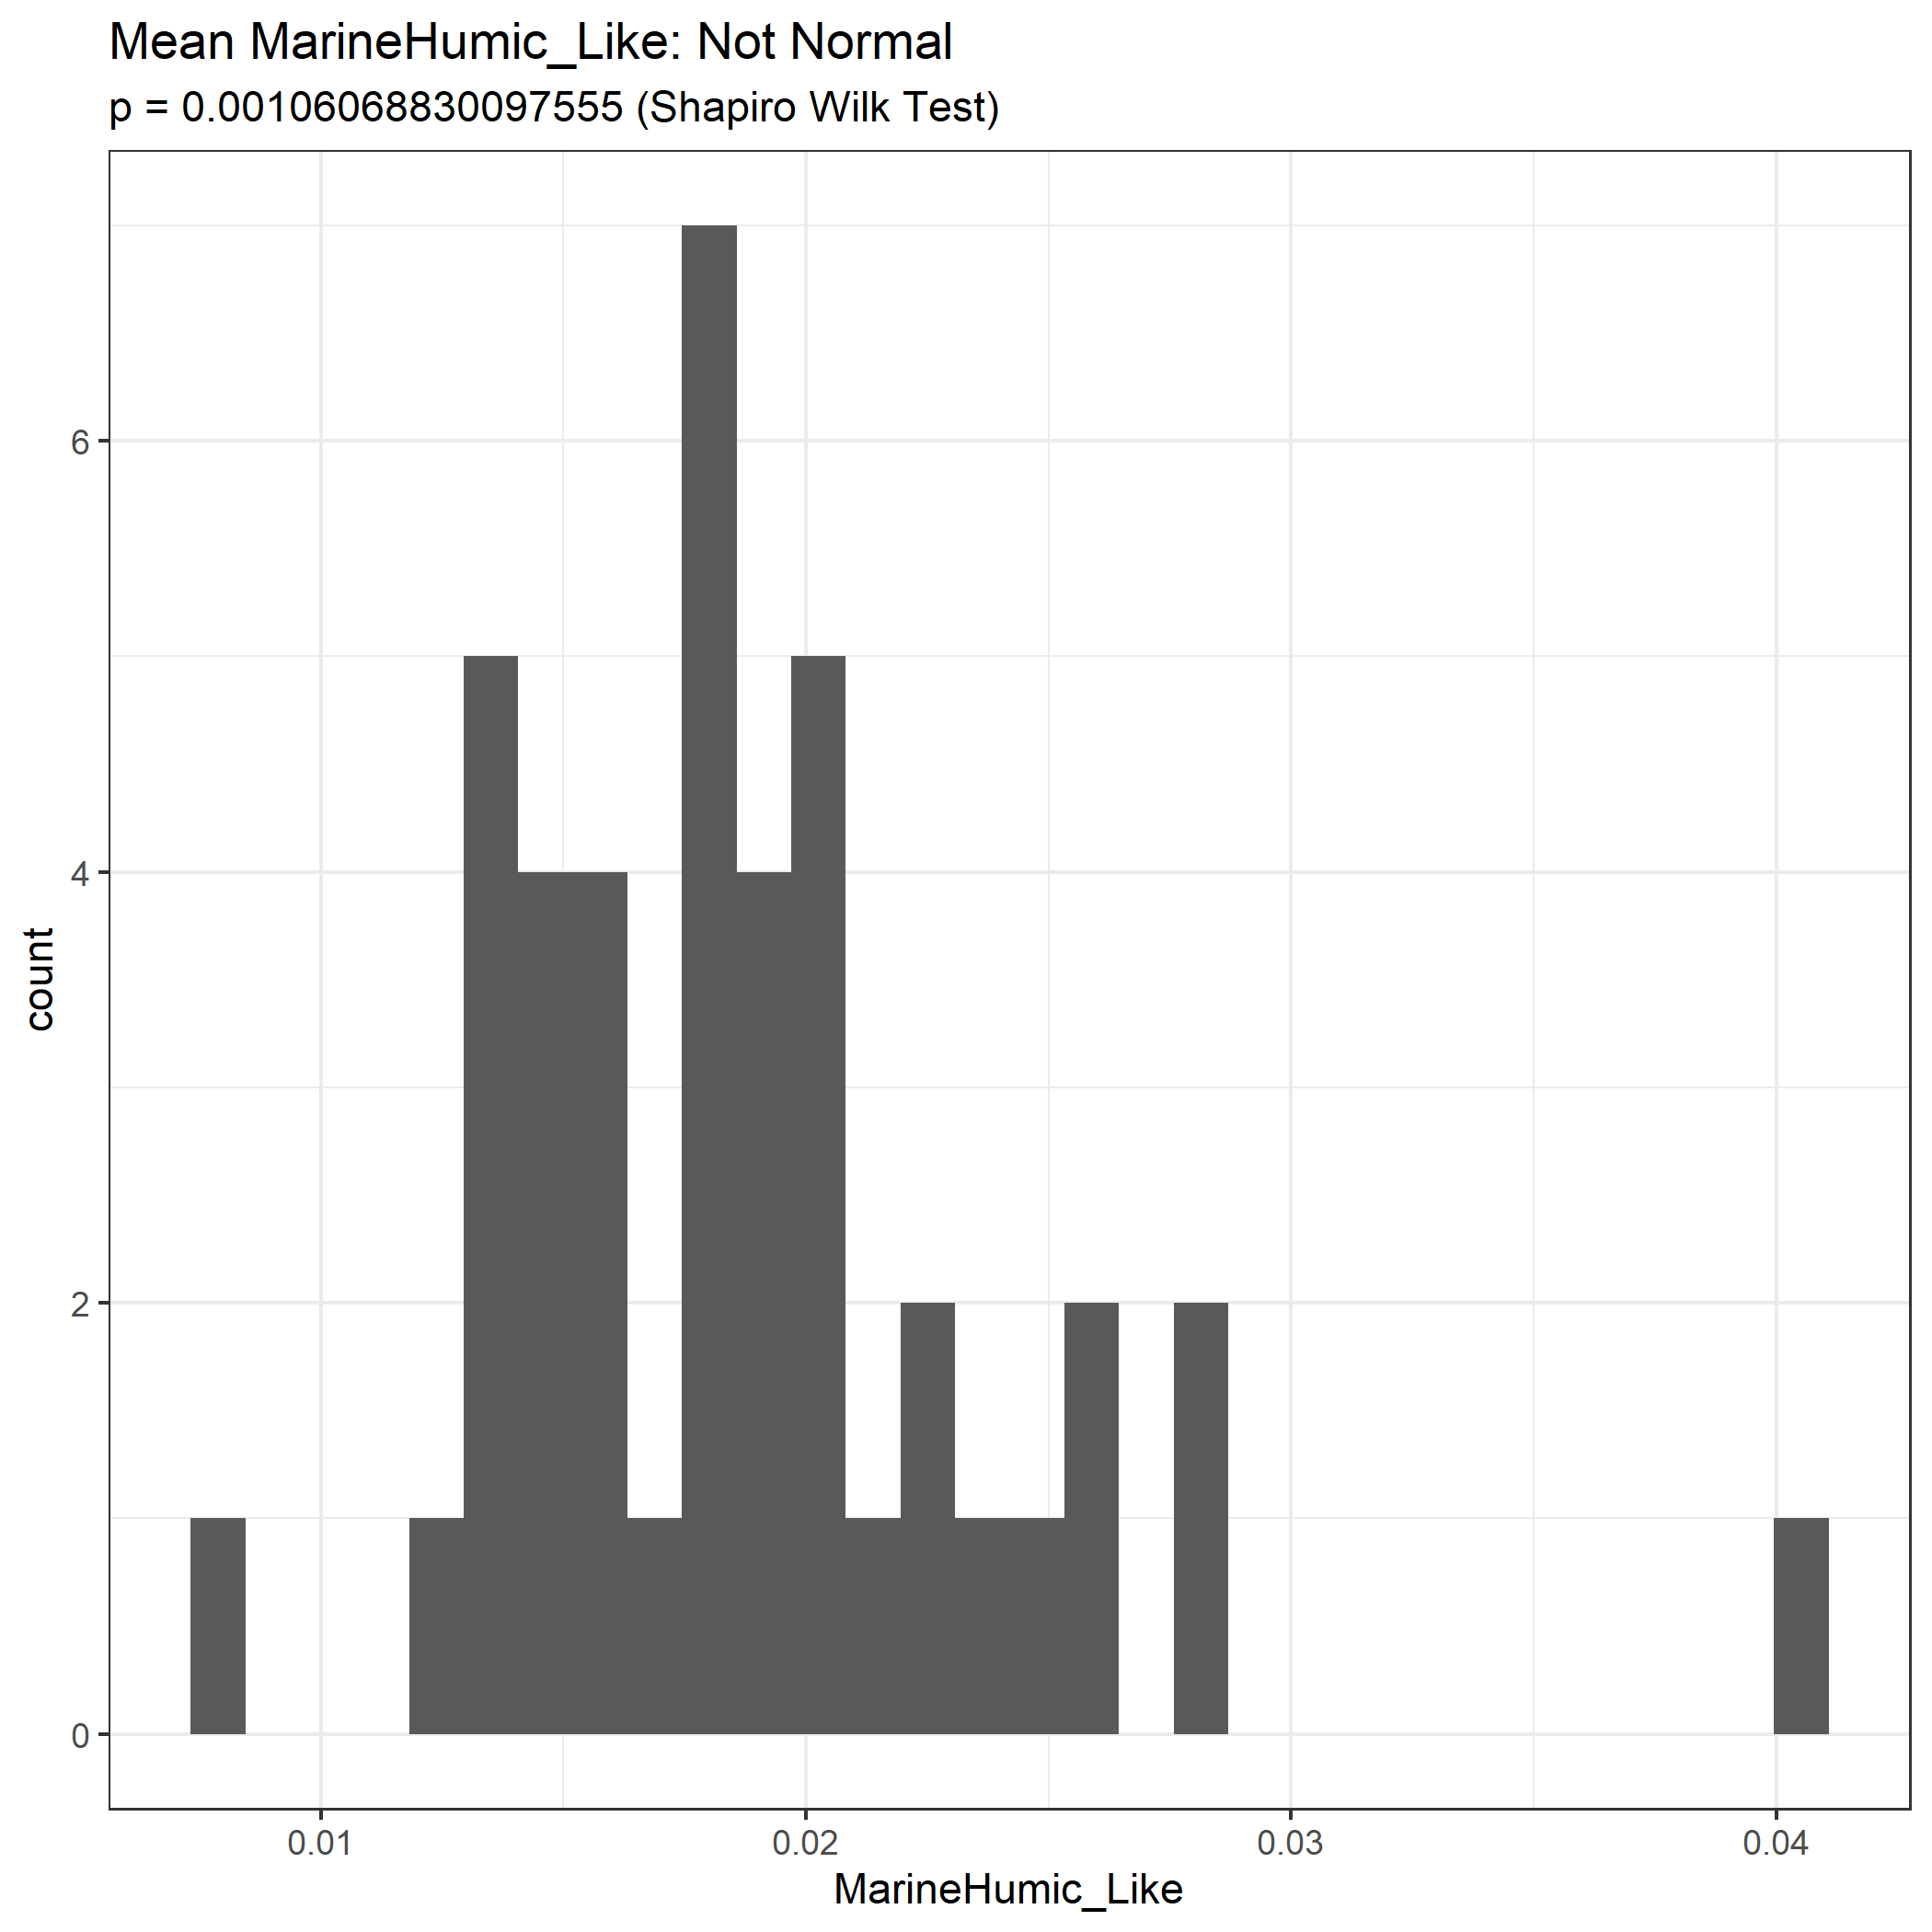 Mean MarineHumic_Like: Not Normal
p = 0.00106068830097555 (Shapiro Wilk Test)
6
4
2
0
count
0.01 0.02 0.03 0.04
MarineHumic_Like